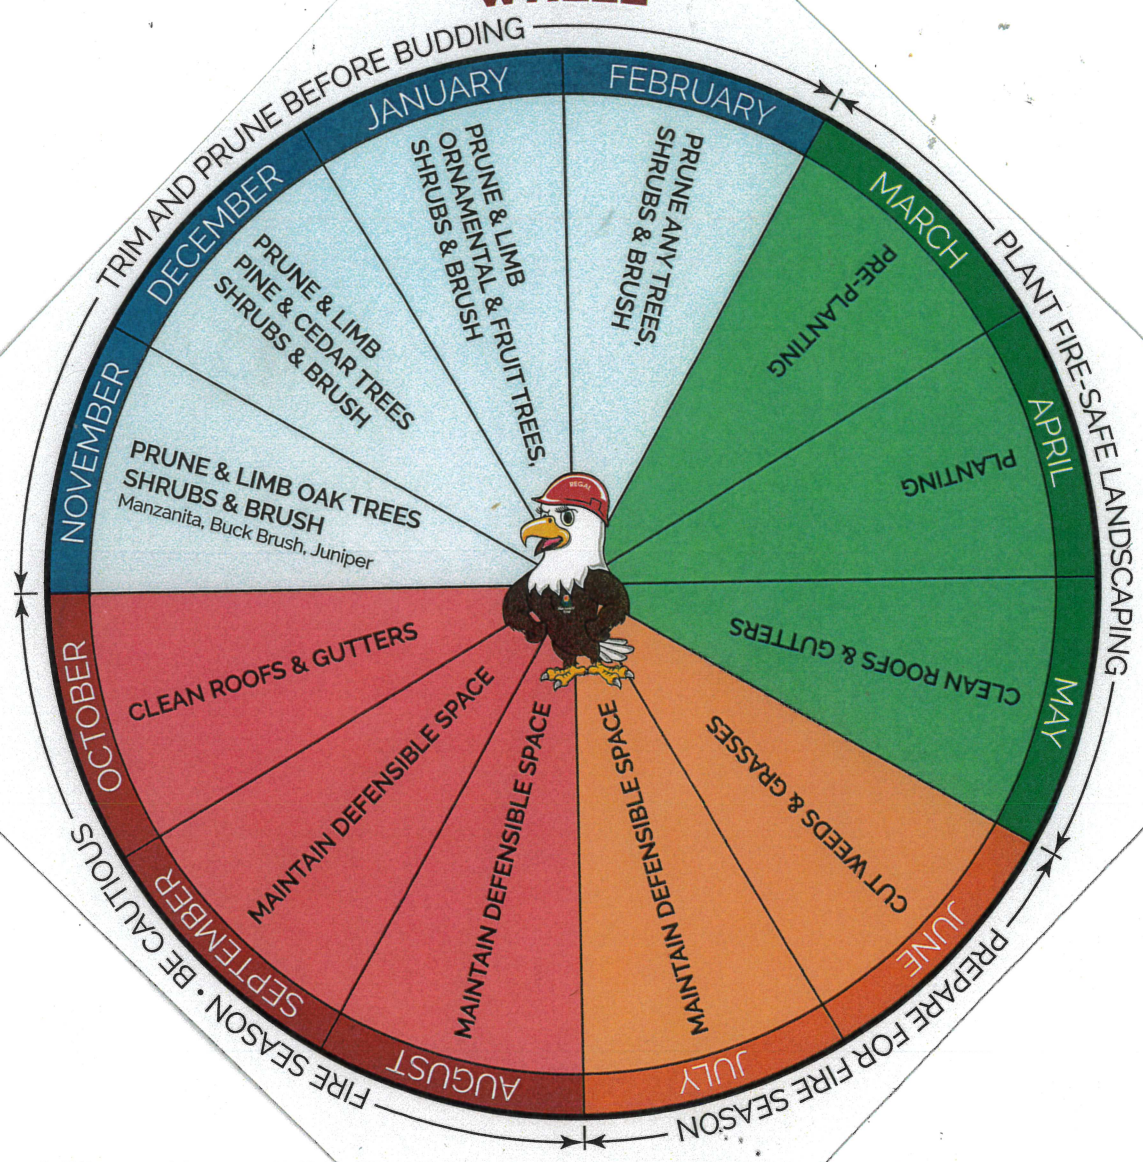 WHEEL
TRIM AND PRUNE BEFORE BUDDING
JANUARY
PRUNE & LIMB
ORNAMENTAL & FRUIT TREES,
SHRUBS & BRUSH
FEBRUARY
PRUNE ANY TREES,
SHRUBS & BRUSH
PLANT FIRE-SAFE LANDSCAPING
MARCH
PRE-PLANTING
APRIL
PLANTING
MAY
CLEAN ROOFS & GUTTERS
PREPARE FOR FIRE SEASON
JUNE
CUT WEEDS & GRASSES
JULY
MAINTAIN DEFENSIBLE SPACE
FIRE SEASON • BE CAUTIOUS
AUGUST
MAINTAIN DEFENSIBLE SPACE
SEPTEMBER
MAINTAIN DEFENSIBLE SPACE
OCTOBER
CLEAN ROOFS & GUTTERS
NOVEMBER
PRUNE & LIMB OAK TREES
SHRUBS & BRUSH
Manzanita, Buck Brush, Juniper
DECEMBER
PRUNE & LIMB
PINE & CEDAR TREES
SHRUBS & BRUSH